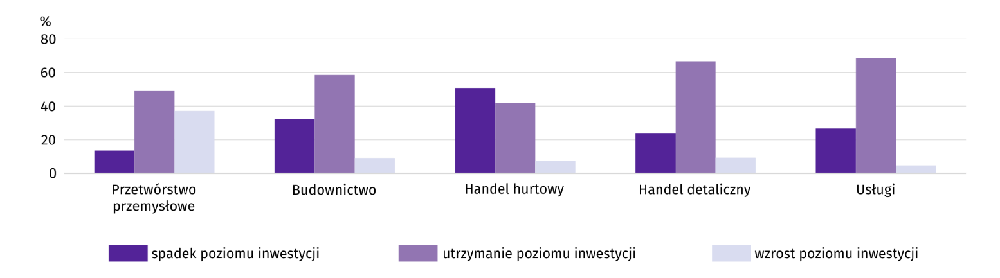 %
80
60
40
20
0
Przetwórstwo
przemysłowe
Budownictwo
Handel hurtowy
Handel detaliczny
Usługi
spadek poziomu inwestycji
utrzymanie poziomu inwestycji
wzrost poziomu inwestycji